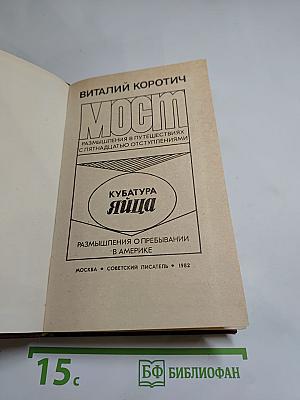 ВИТАЛИЙ КОРОТИЧ
МОСТ
РАЗМЫШЛЕНИЯ В ПУТЕШЕСТВИЯХ
С ПЯТНАДЦАТЬЮ ОТСТУПЛЕНИЯМИ
КУБАТУРА
ЯЙЦА
РАЗМЫШЛЕНИЯ О ПРЕБЫВАНИИ
В АМЕРИКЕ
МОСКВА • СОВЕТСКИЙ ПИСАТЕЛЬ • 1982
15с
БФ БИБЛИОФАН